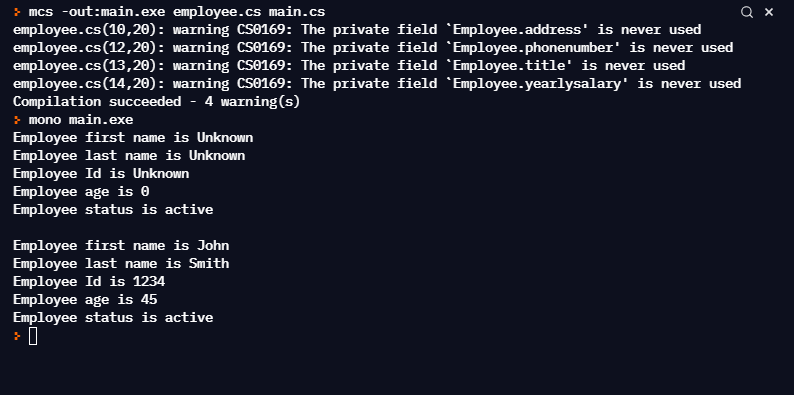 > mcs -out:main.exe employee.cs main.cs
employee.cs(10,20): warning CS0169: The private field `Employee.address' is never used
employee.cs(12,20): warning CS0169: The private field `Employee.phonenumber' is never used
employee.cs(13,20): warning CS0169: The private field `Employee.title' is never used
employee.cs(14,20): warning CS0169: The private field `Employee.yearlysalary' is never used
Compilation succeeded - 4 warning(s)
> mono main.exe
Employee first name is Unknown
Employee last name is Unknown
Employee Id is Unknown
Employee age is 0
Employee status is active

Employee first name is John
Employee last name is Smith
Employee Id is 1234
Employee age is 45
Employee status is active
>